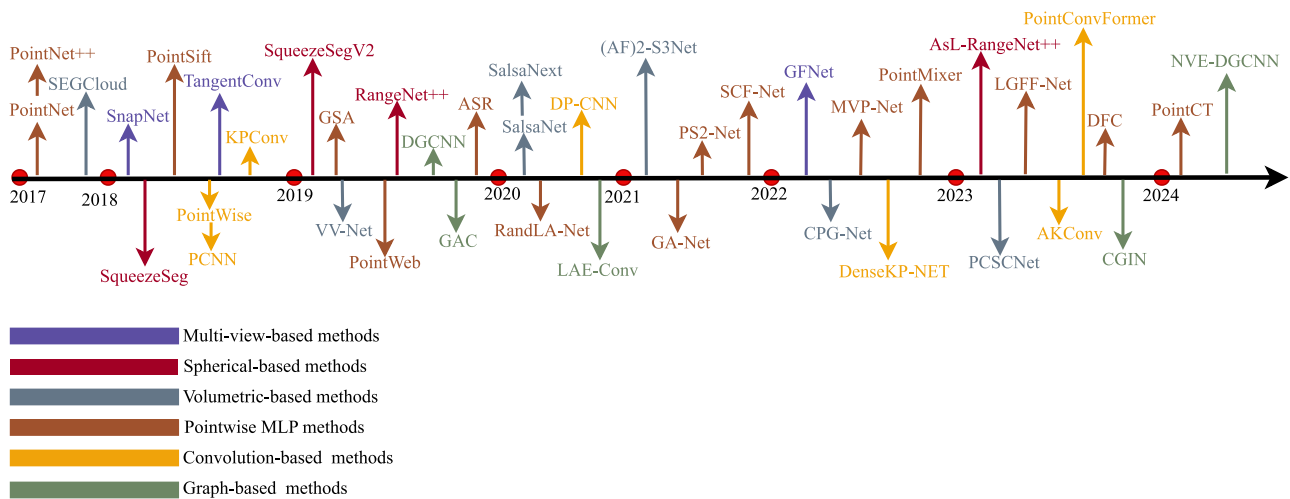 PointConvFormer
PointNet++
PointSift
SqueezeSegV2
(AF)2-S3Net
AsL-RangeNet++
SEGCloud
TangentConv
SalsaNext
GFNet
PointMixer
LGFF-Net
NVE-DGCNN
PointNet
SnapNet
KPConv
GSA
RangeNet++
DGCNN
ASR
SalsaNet
DP-CNN
PS2-Net
SCF-Net
MVP-Net
DFC
PointCT
2017
2018
2019
2020
2021
2022
2023
2024
PointWise
PCNN
SqueezeSeg
VV-Net
PointWeb
GAC
RandLA-Net
LAE-Conv
GA-Net
CPG-Net
DenseKP-NET
PCSCNet
AKConv
CGIN
Multi-view-based methods
Spherical-based methods
Volumetric-based methods
Pointwise MLP methods
Convolution-based methods
Graph-based methods